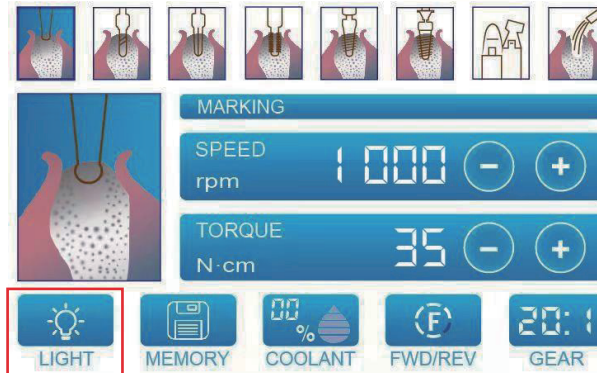 MARKING
SPEED
rpm
1000
−
+
TORQUE
N·cm
35
−
+
00
%
F
20:1
LIGHT
MEMORY
COOLANT
FWD/REV
GEAR